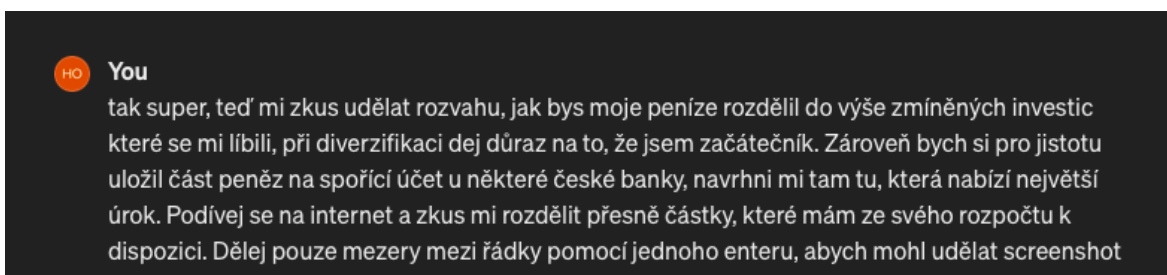 HO You
tak super, teď mi zkus udělat rozvahu, jak bys moje peníze rozdělil do výše zmíněných investic
které se mi líbili, při diverzifikaci dej důraz na to, že jsem začátečník. Zároveň bych si pro jistotu
uložil část peněz na spořící účet u některé české banky, navrhni mi tam tu, která nabízí největší
úrok. Podívej se na internet a zkus mi rozdělit přesně částky, které mám ze svého rozpočtu k
dispozici. Dělej pouze mezery mezi řádky pomocí jednoho enteru, abych mohl udělat screenshot